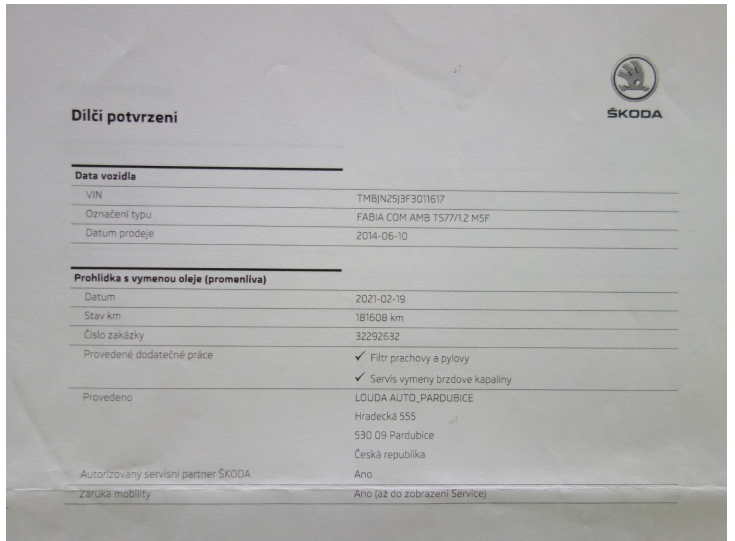 ŠKODA
Dílčí potvrzení
Data vozidla
VIN TMBJN25J3F3011617
Označení typu FABIA COM AMB TS77/1.2 M5F
Datum prodeje 2014-06-10
Prohlidka s vymenou oleje (promenliva)
Datum 2021-02-19
Stav km 181608 km
Číslo zakázky 32292632
Provedené dodatečné práce ✓ Filtr prachovy a pylovy
✓ Servis vymeny brzdove kapaliny
Provedeno LOUDA AUTO_PARDUBICE
Hradecká 555
530 09 Pardubice
Česká republika
Autorizovaný servisní partner ŠKODA Ano
Záruka mobility Ano (až do zobrazení Service)